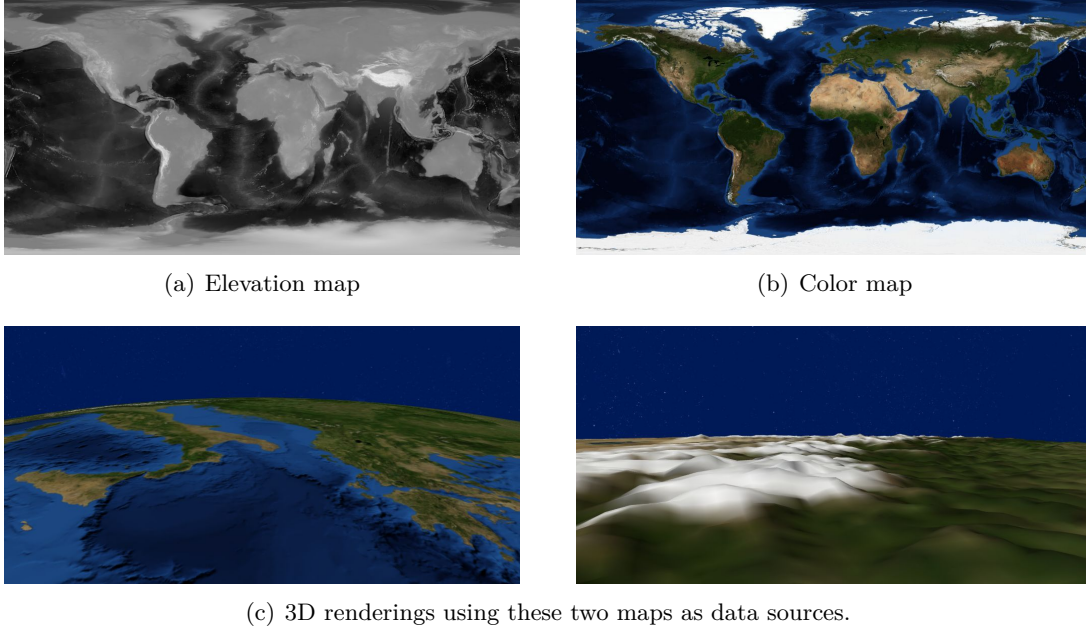 (a) Elevation map
(b) Color map
(c) 3D renderings using these two maps as data sources.